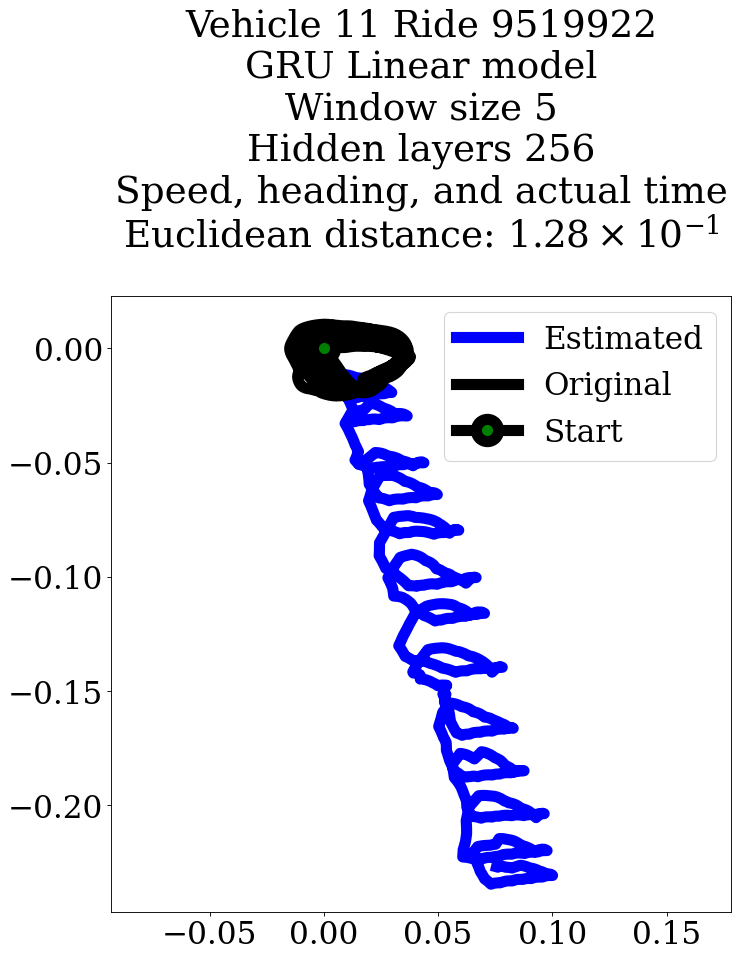 Vehicle 11 Ride 9519922
GRU Linear model
Window size 5
Hidden layers 256
Speed, heading, and actual time
Euclidean distance: 1.28 × 10⁻¹
Estimated
Original
Start
0.00
−0.05
−0.10
−0.15
−0.20
−0.05 0.00 0.05 0.10 0.15